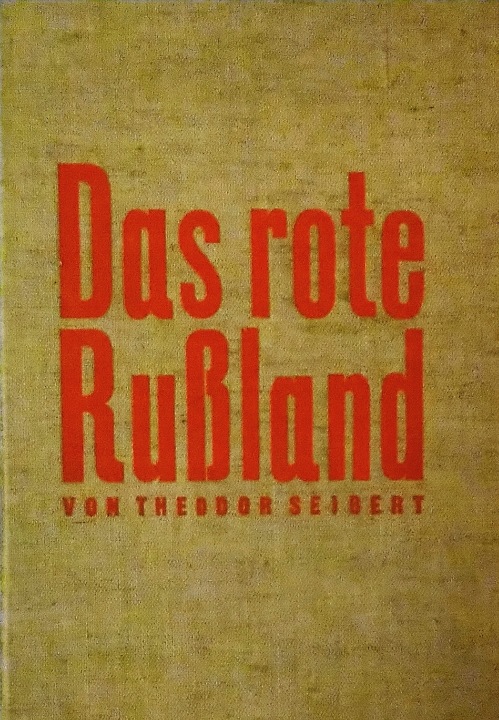 Das rote
Rußland
VON THEODOR SEIBERT